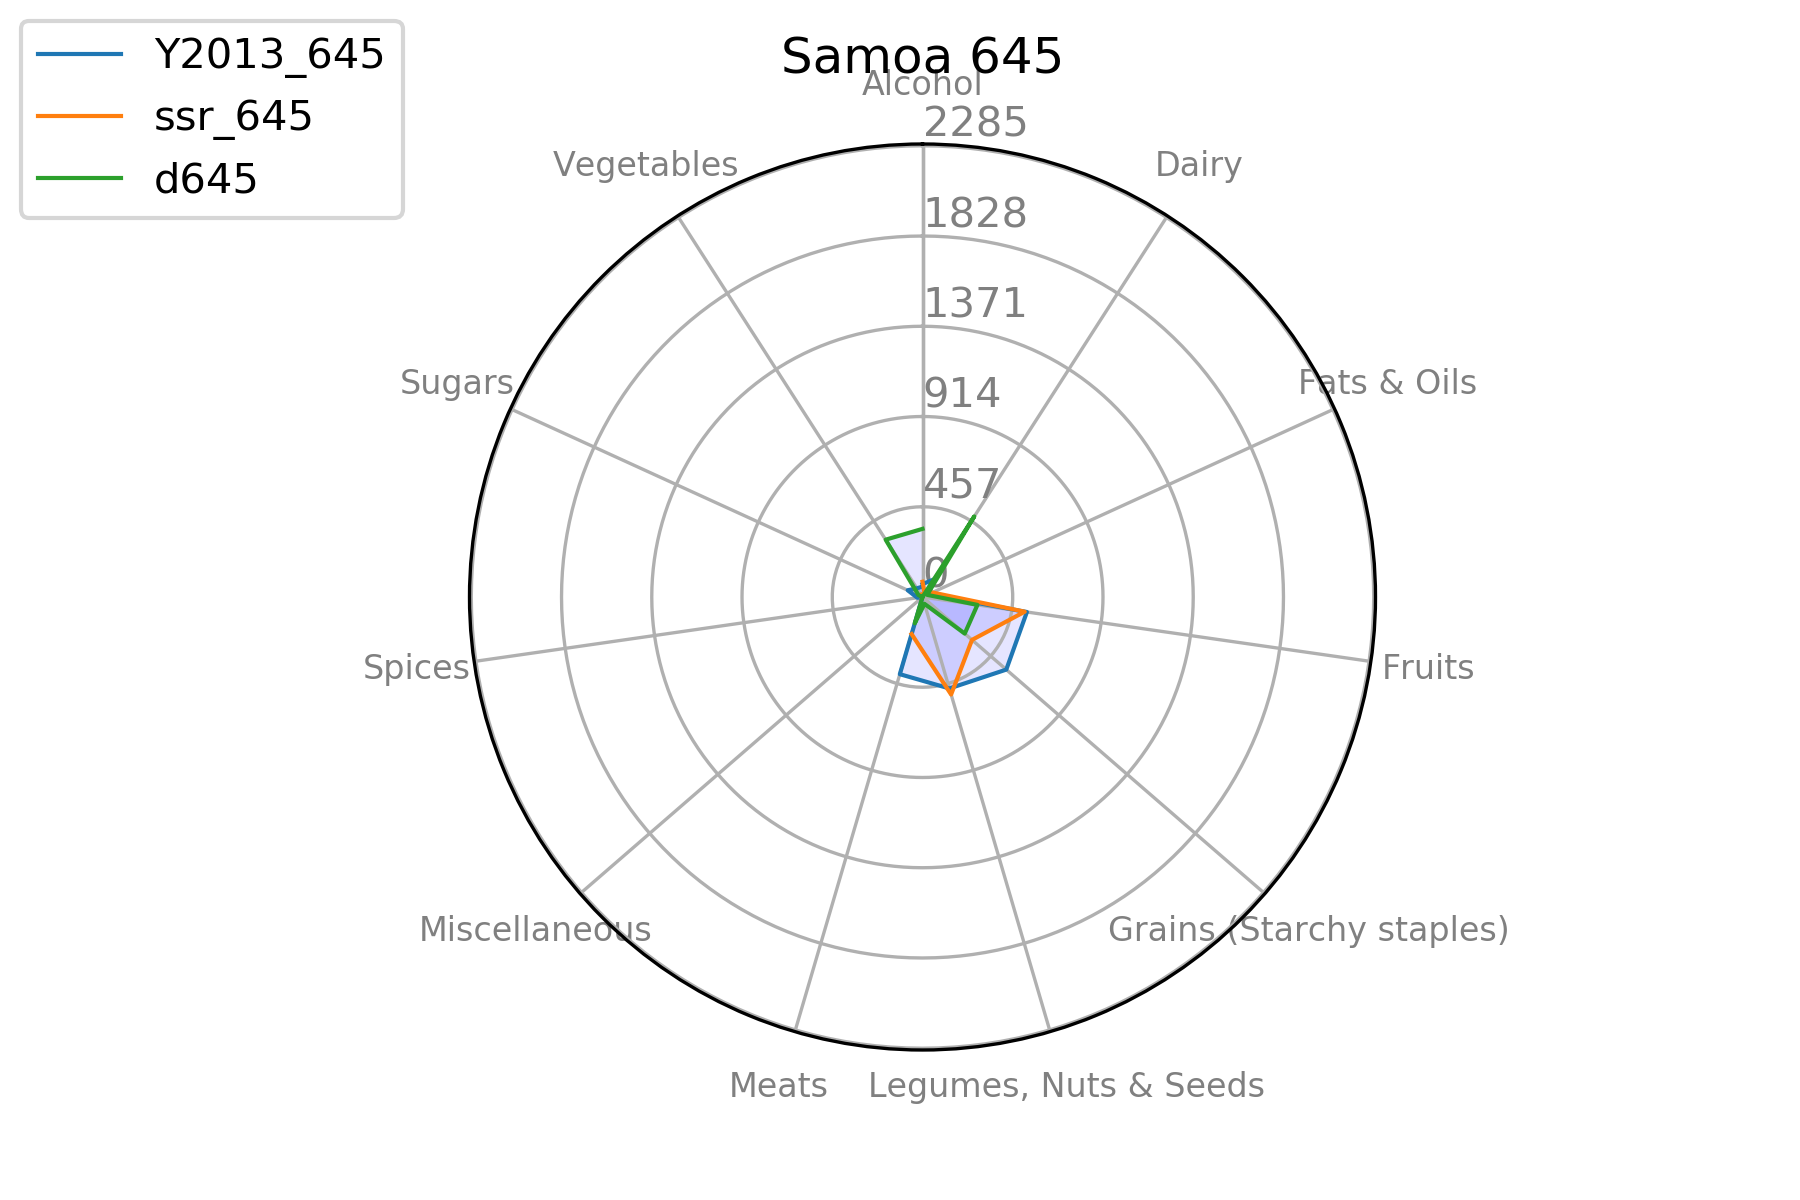 Y2013_645
ssr_645
d645
Samoa 645
Alcohol
2285
Vegetables
Dairy
1828
1371
Sugars
Fats & Oils
914
457
0
Spices
Fruits
Miscellaneous
Grains (Starchy staples)
Meats
Legumes, Nuts & Seeds